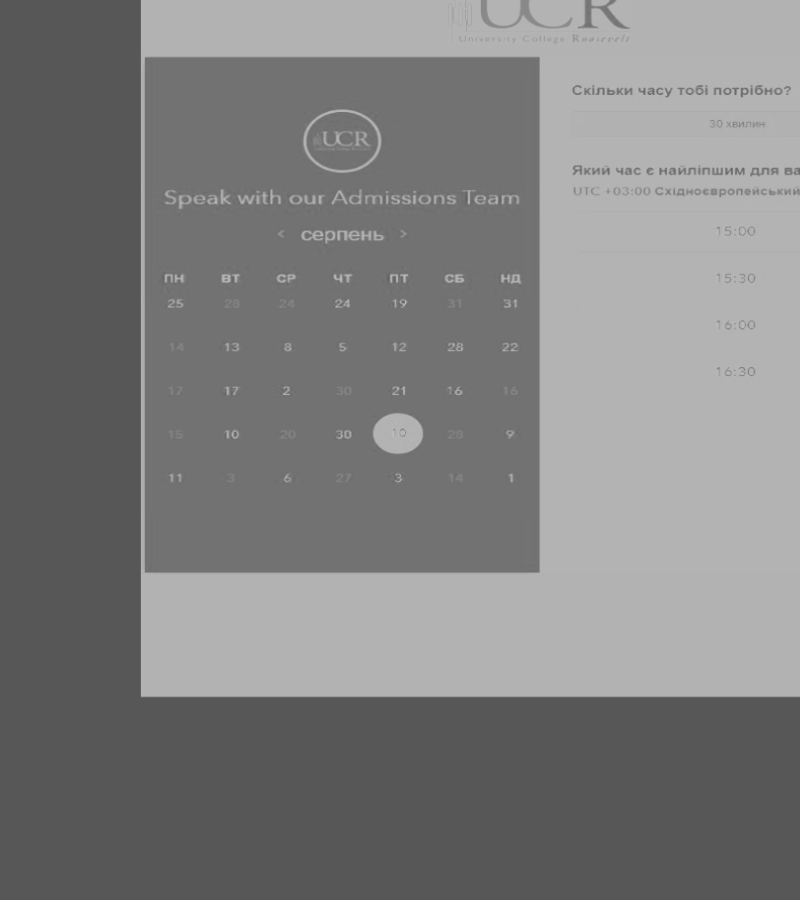 UCR
University College Roosevelt
UCR
Speak with our Admissions Team
< серпень >
ПН ВТ СР ЧТ ПТ СБ НД
25 28 24 24 19 31 31
14 13 8 5 12 28 22
17 17 2 30 21 16 16
15 10 20 30 10 28 9
11 3 6 27 3 14 1
Скільки часу тобі потрібно?
30 хвилин
Який час є найліпшим для ва
UTC +03:00 Східноєвропейський
15:00
15:30
16:00
16:30